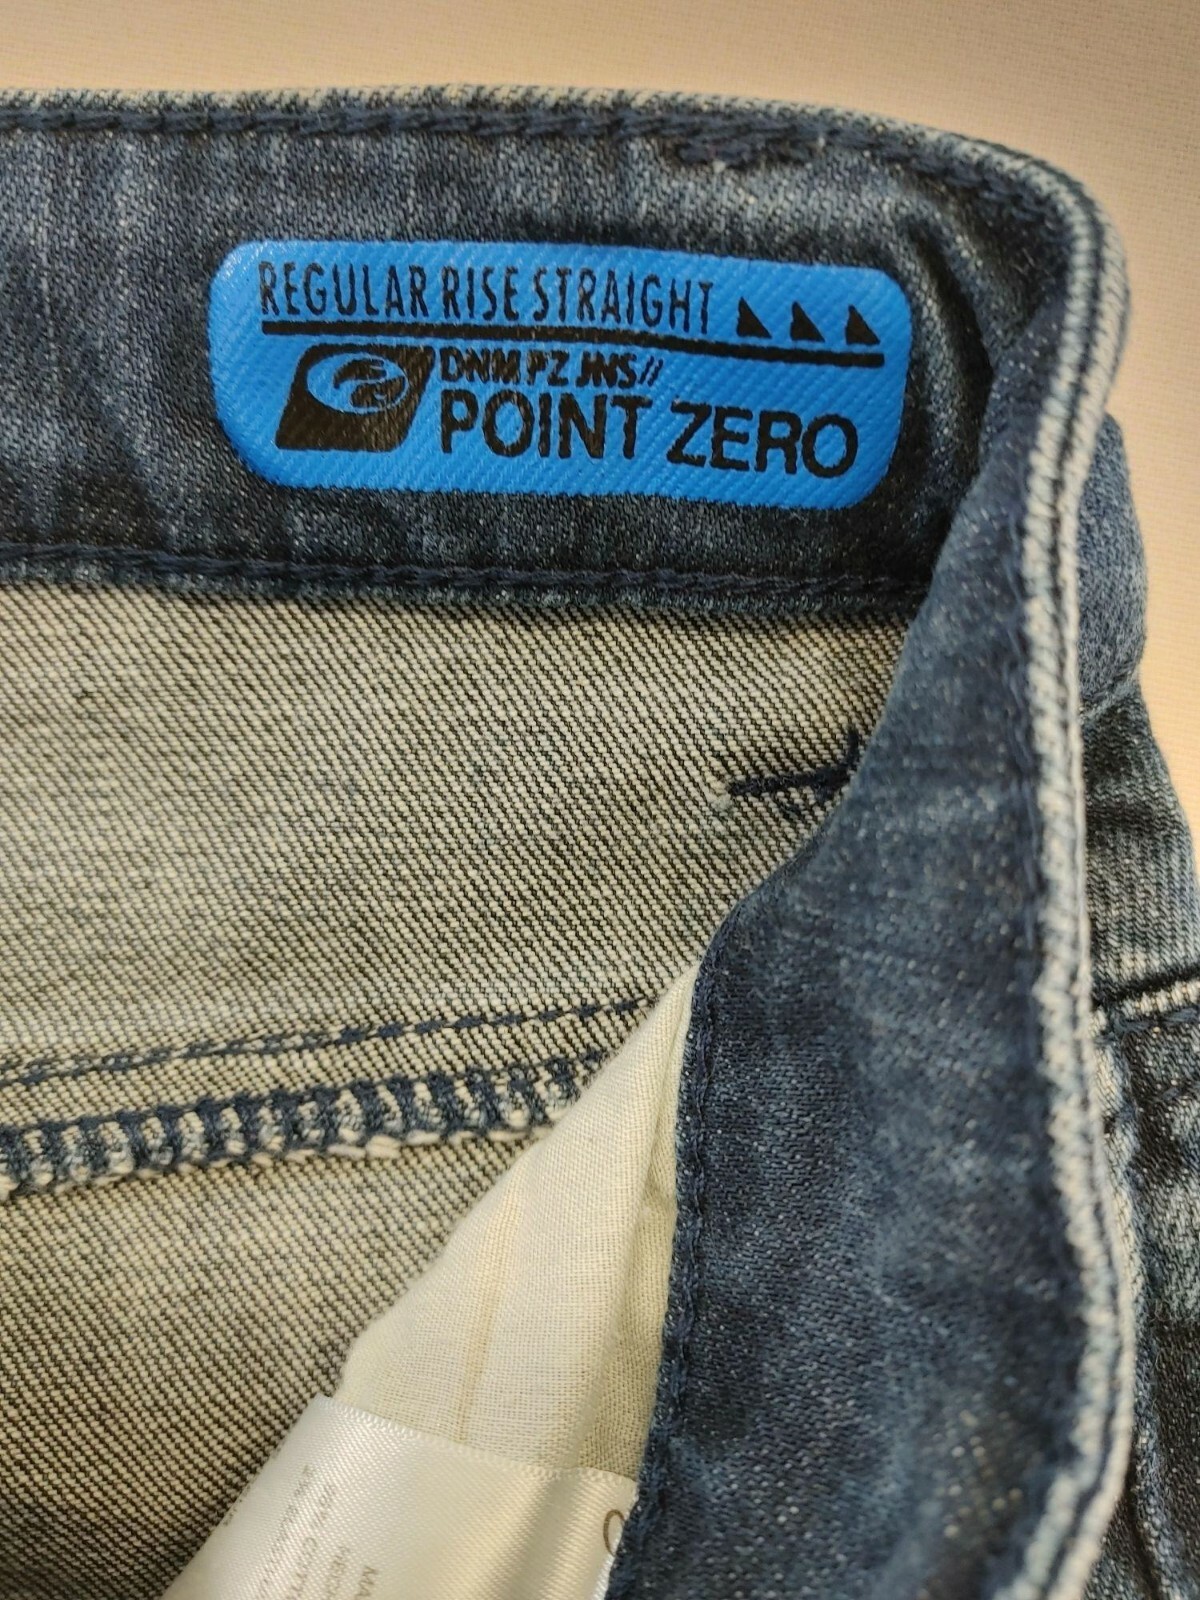 REGULAR RISE STRAIGHT
DNM PZ JNS//
POINT ZERO